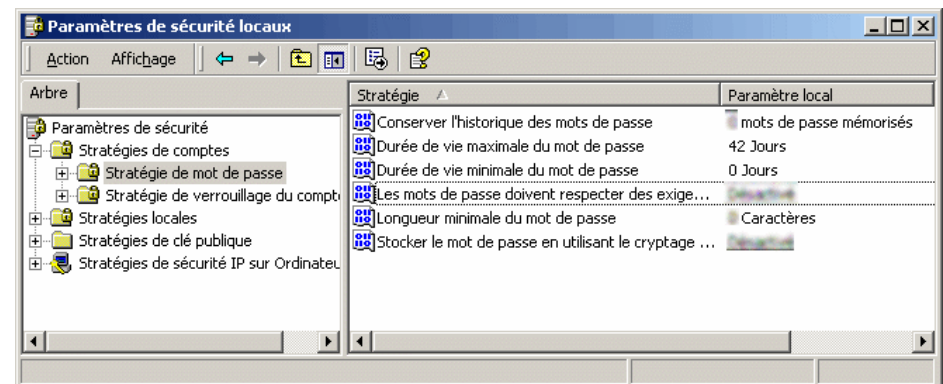 Paramètres de sécurité locaux
Action Affichage
Arbre
Paramètres de sécurité
Stratégies de comptes
Stratégie de mot de passe
Stratégie de verrouillage du compte
Stratégies locales
Stratégies de clé publique
Stratégies de sécurité IP sur Ordinateu
Stratégie Paramètre local
Conserver l'historique des mots de passe mots de passe mémorisés
Durée de vie maximale du mot de passe 42 Jours
Durée de vie minimale du mot de passe 0 Jours
Les mots de passe doivent respecter des exige...
Longueur minimale du mot de passe Caractères
Stocker le mot de passe en utilisant le cryptage ...